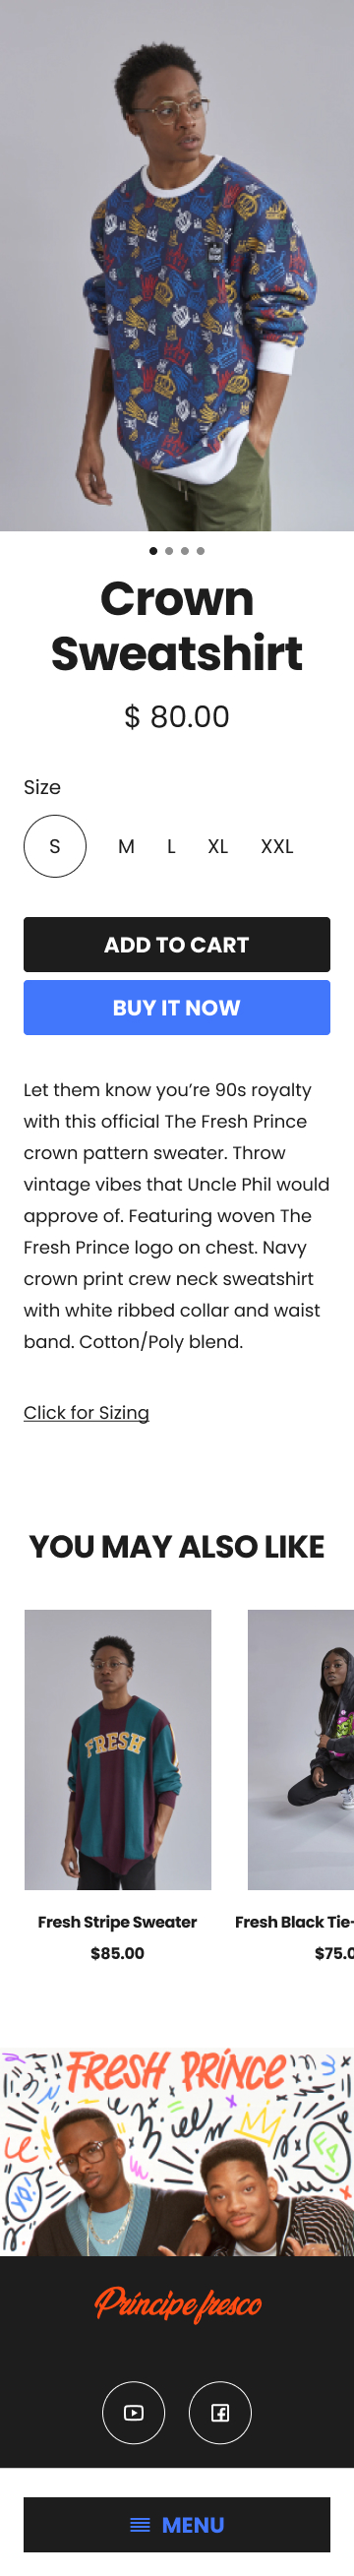 Crown
Sweatshirt
$ 80.00
Size
S M L XL XXL
ADD TO CART
BUY IT NOW
Let them know you’re 90s royalty
with this official The Fresh Prince
crown pattern sweater. Throw
vintage vibes that Uncle Phil would
approve of. Featuring woven The
Fresh Prince logo on chest. Navy
crown print crew neck sweatshirt
with white ribbed collar and waist
band. Cotton/Poly blend.
Click for Sizing
YOU MAY ALSO LIKE
FRESH
Fresh Stripe Sweater
$85.00
Fresh Black Tie-
$75.0
FRESH PRINCE
YO!
Príncipe fresco
MENU